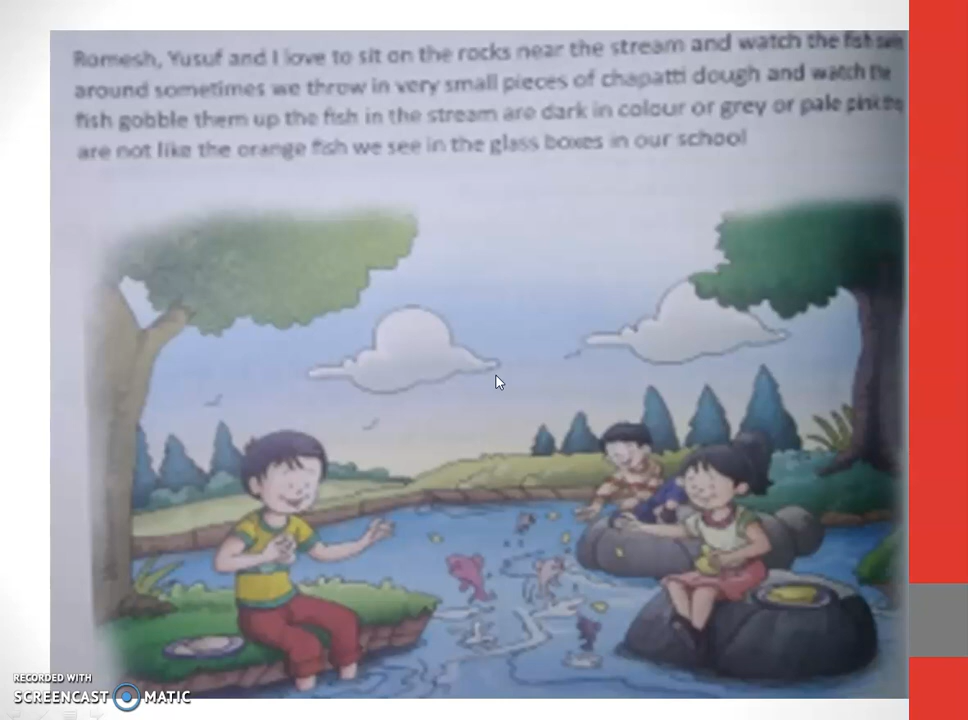 Romesh, Yusuf and I love to sit on the rocks near the stream and watch the fish
around sometimes we throw in very small pieces of chapatti dough and watch the
fish gobble them up the fish in the stream are dark in colour or grey or pale pink
are not like the orange fish we see in the glass boxes in our school
RECORDED WITH
SCREENCAST MATIC